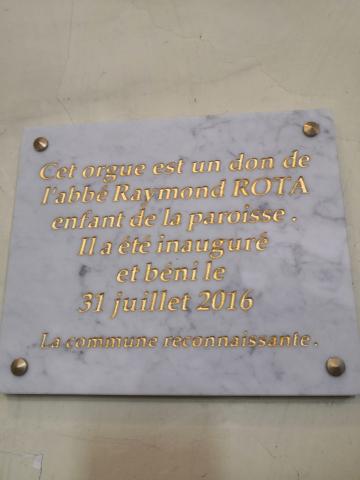 Cet orgue est un don de
l'abbé Raymond ROTA
enfant de la paroisse.
Il a été inauguré
et béni le
31 juillet 2016
La commune reconnaissante.